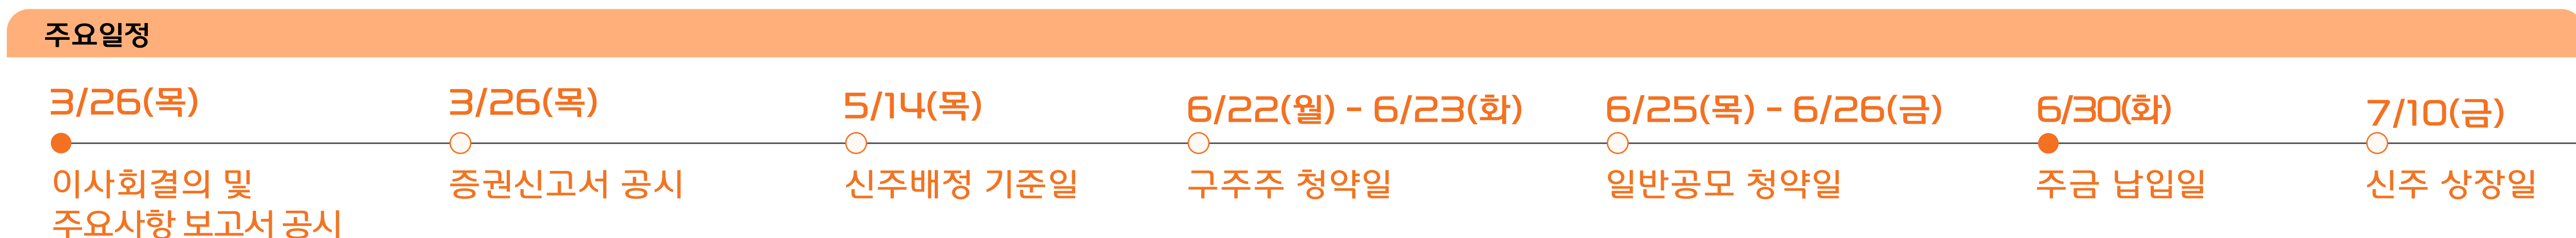 주요일정
3/26(목)
이사회결의 및
주요사항 보고서 공시
3/26(목)
증권신고서 공시
5/14(목)
신주배정 기준일
6/22(월) - 6/23(화)
구주주 청약일
6/25(목) - 6/26(금)
일반공모 청약일
6/30(화)
주금 납입일
7/10(금)
신주 상장일